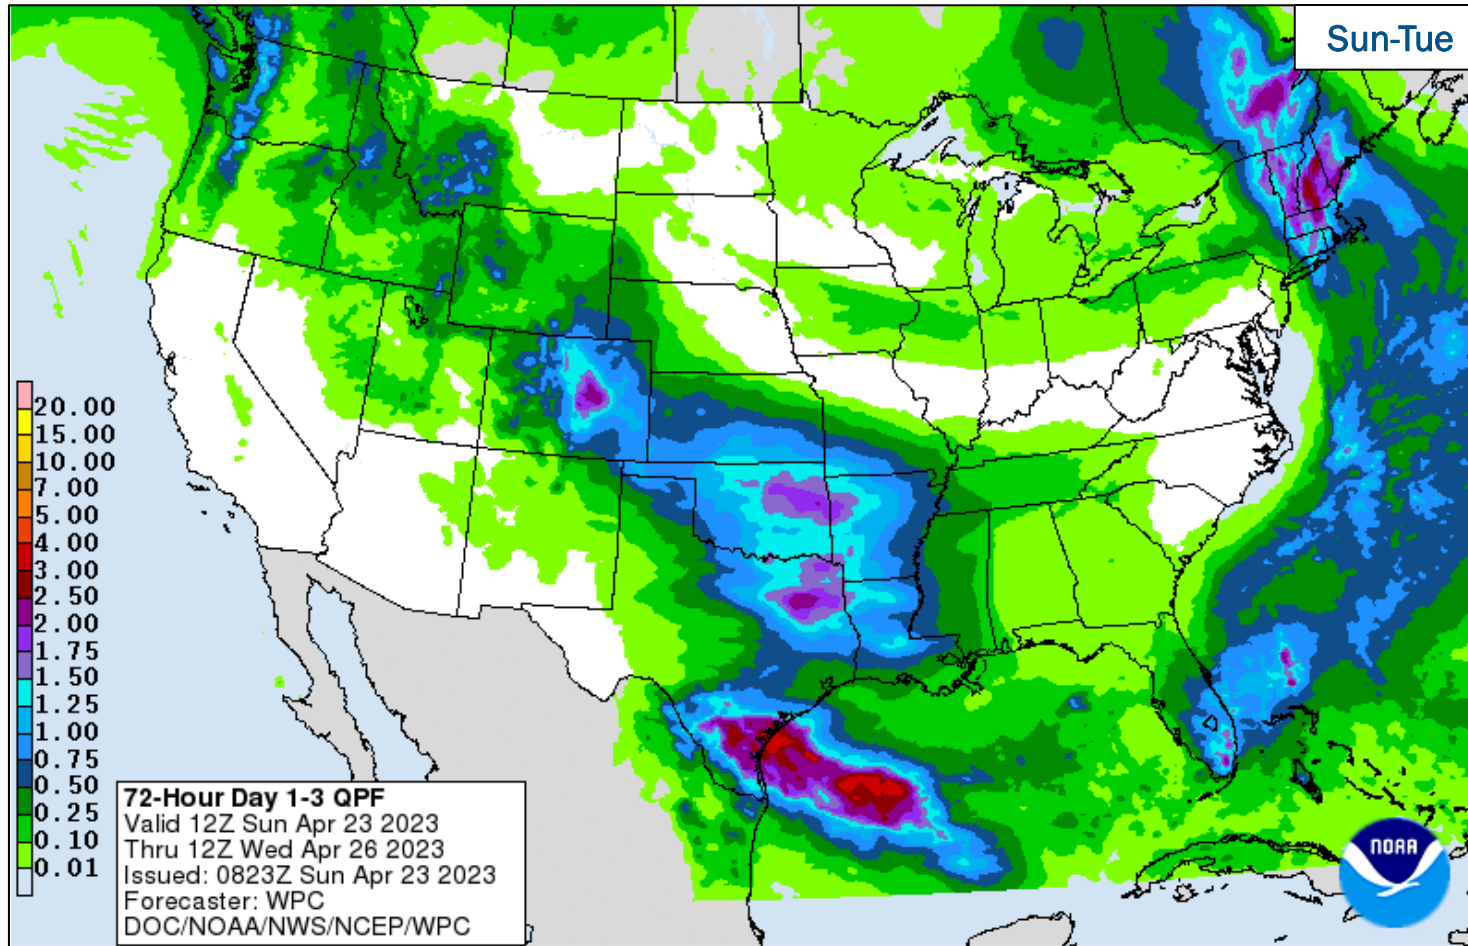 Sun-Tue
20.00
15.00
10.00
7.00
5.00
4.00
3.00
2.50
2.00
1.75
1.50
1.25
1.00
0.75
0.50
0.25
0.10
0.01
72-Hour Day 1-3 QPF
Valid 12Z Sun Apr 23 2023
Thru 12Z Wed Apr 26 2023
Issued: 0823Z Sun Apr 23 2023
Forecaster: WPC
DOC/NOAA/NWS/NCEP/WPC
NOAA